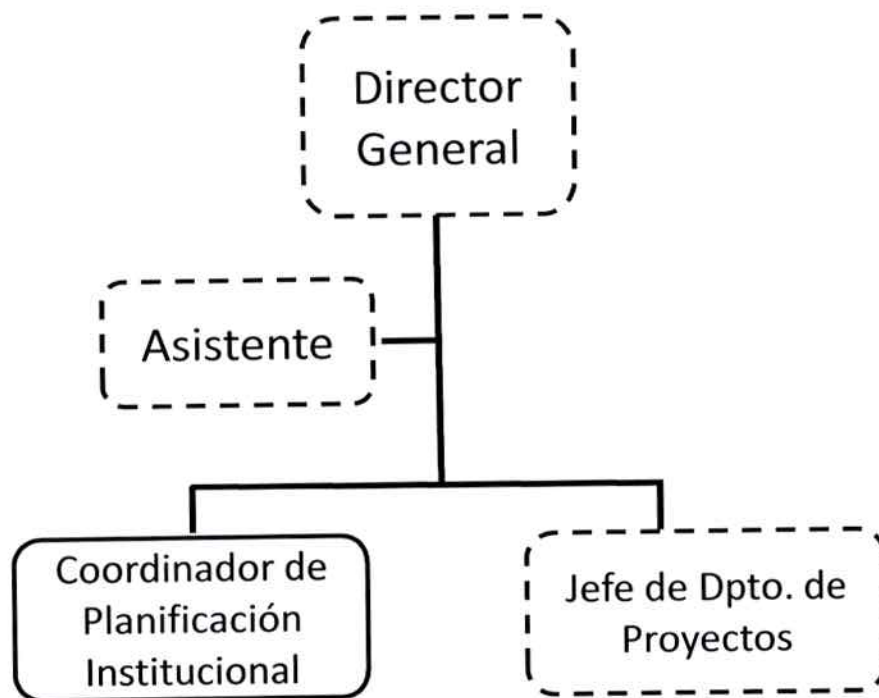 Director
General
Asistente
Coordinador de
Planificación
Institucional
Jefe de Dpto. de
Proyectos